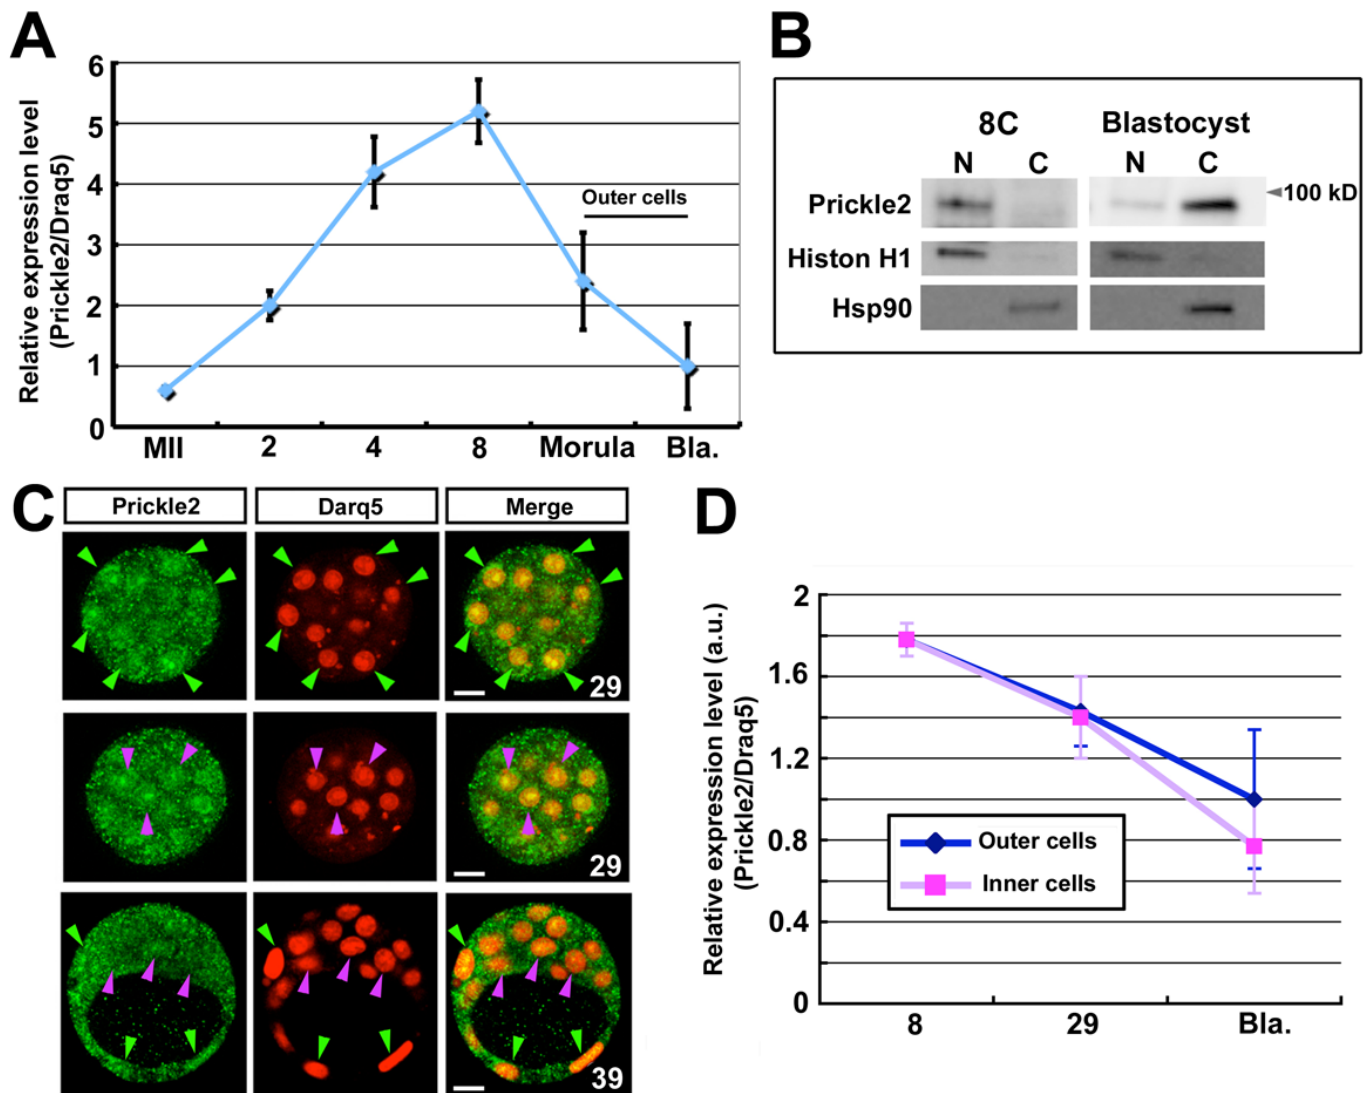 A
Relative expression level
(Prickle2/Draq5)
6
5
4
3
2
1
0
Outer cells
MII 2 4 8 Morula Bla.
B
8C Blastocyst
N C N C
Prickle2
100 kD
Histon H1
Hsp90
C
Prickle2 Darq5 Merge
29
29
39
D
Relative expression level (a.u.)
(Prickle2/Draq5)
2
1.6
1.2
0.8
0.4
0
Outer cells
Inner cells
8 29 Bla.